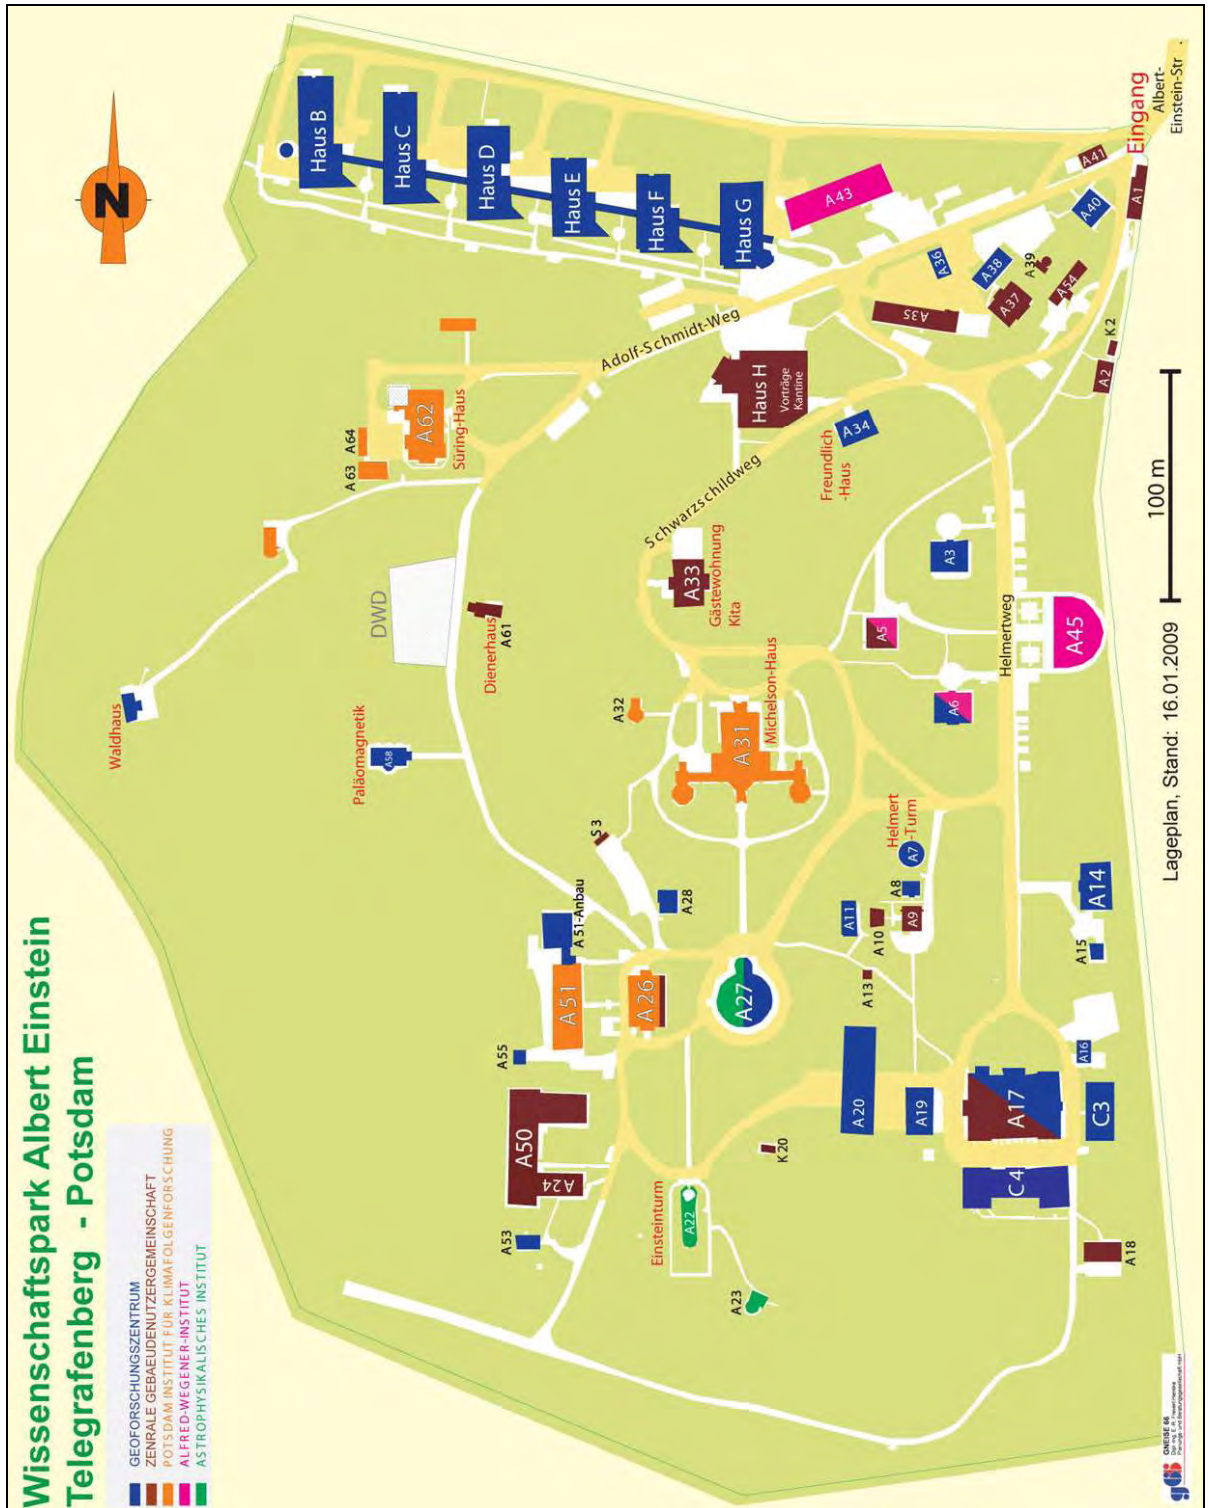 Wissenschaftspark Albert Einstein
Telegrafenberg - Potsdam
GEOFORSCHUNGSZENTRUM
ZENRALE GEBAEUDENUTZERGEMEINSCHAFT
POTSDAM INSTITUT FÜR KLIMAFOLGENFORSCHUNG
ALFRED-WEGENER-INSTITUT
ASTROPHYSIKALISCHES INSTITUT
N
Haus B
Haus C
Haus D
Haus E
Haus F
Haus G
A43
A41
Eingang
Albert-
Einstein-Str.
A1
A40
A36
A38
A39
A37
A54
A35
K2
A2
Adolf-Schmidt-Weg
Haus H
Vorträge
Kantine
A34
Freundlich
-Haus
Schwarzschildweg
A62
Süring-Haus
A64
A63
DWD
Dienerhaus
A61
Waldhaus
Paläomagnetik
A58
A33
Gästewohnung
Kita
A32
A31
Michelson-Haus
A3
A5
A6
Helmertweg
A45
S3
A28
A51-Anbau
A51
A26
A27
A55
A50
A24
A53
Einsteinturm
A22
A23
K20
Helmert
-Turm
A7
A8
A9
A10
A11
A13
A14
A15
A16
A20
A19
A17
C3
C4
A18
100 m
Lageplan, Stand: 16.01.2009
GNEISE 66